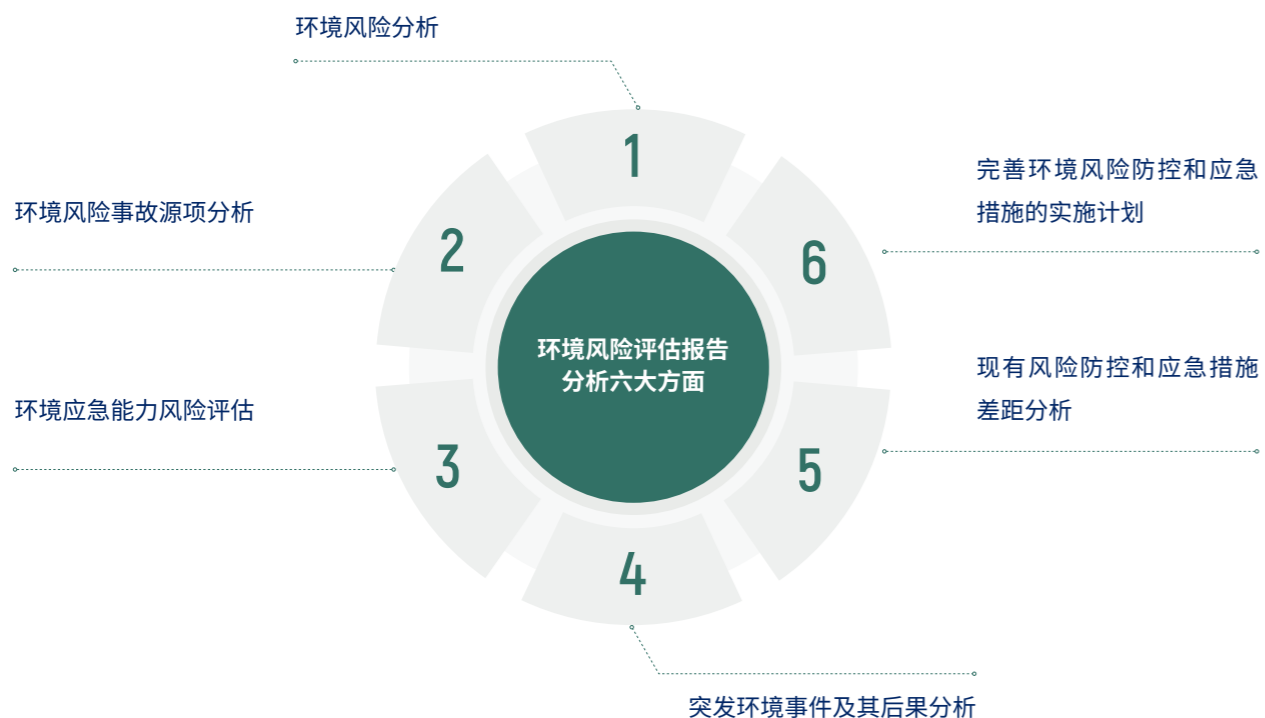 环境风险分析
1
环境风险事故源项分析
2
环境应急能力风险评估
3
突发环境事件及其后果分析
4
现有风险防控和应急措施
差距分析
5
完善环境风险防控和应急
措施的实施计划
6
环境风险评估报告
分析六大方面